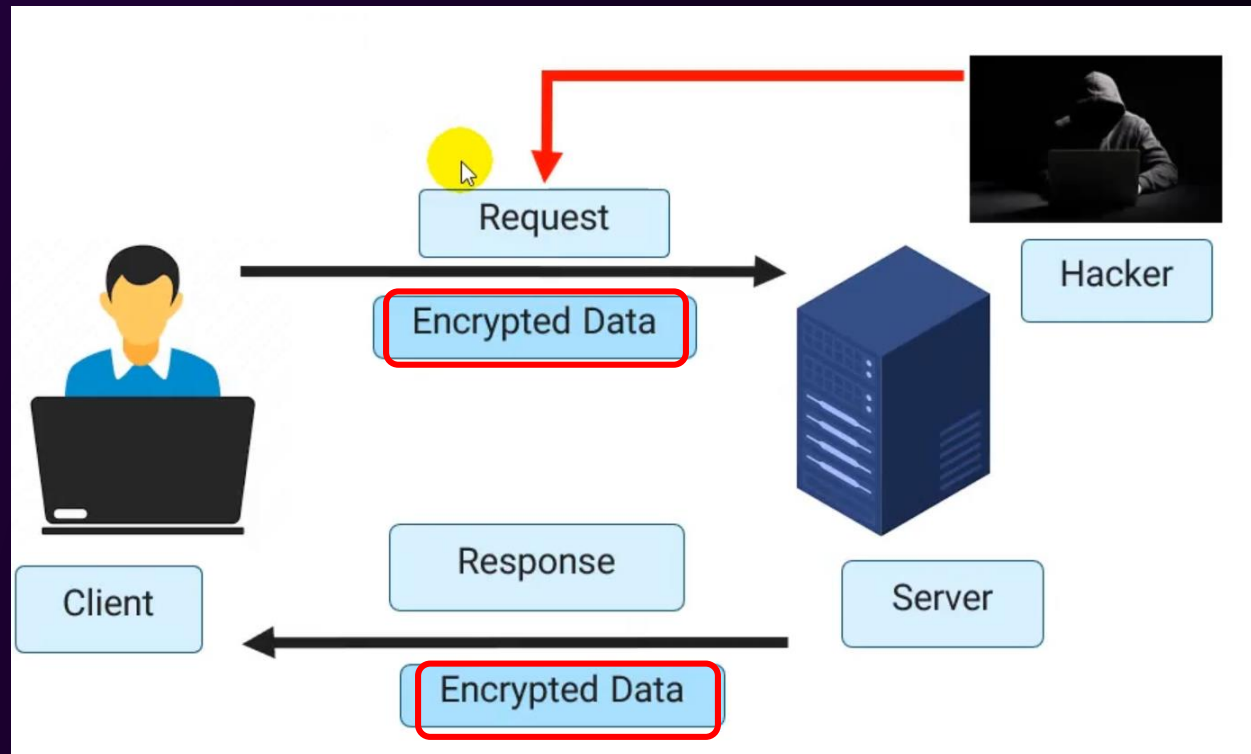 Request
Hacker
Encrypted Data
Response
Client
Server
Encrypted Data